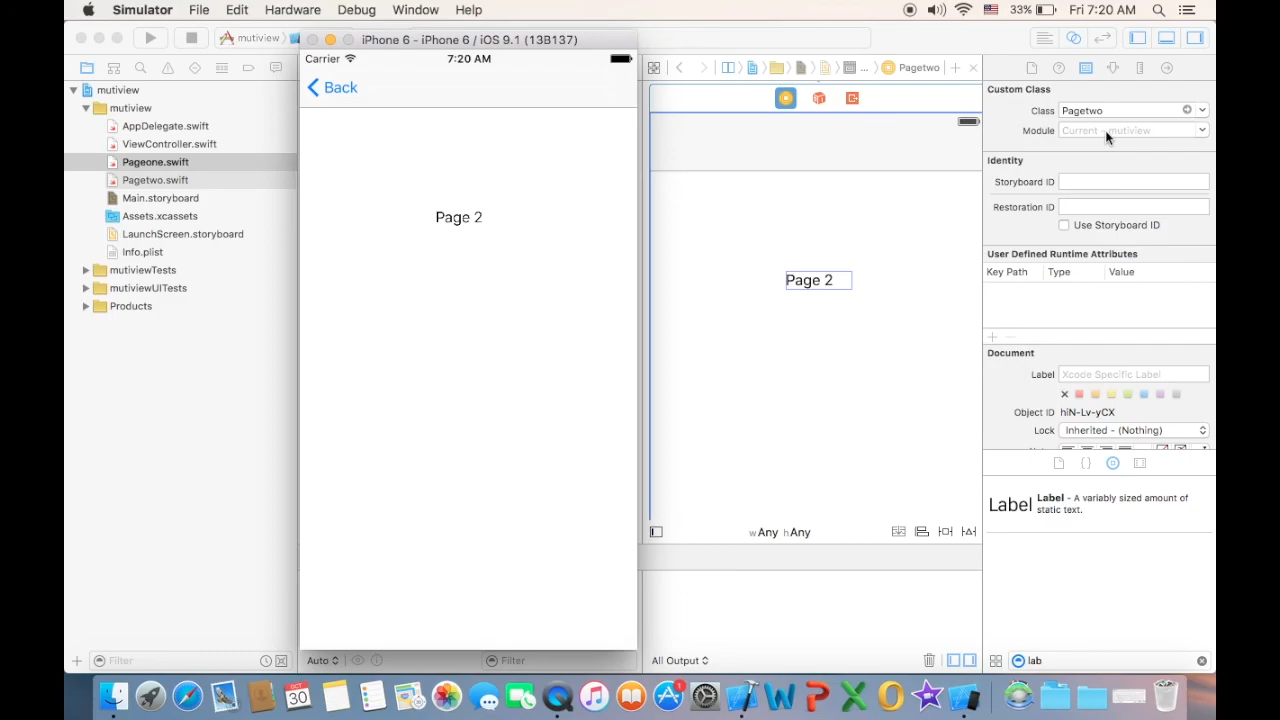 Simulator File Edit Hardware Debug Window Help 33% Fri 7:20 AM
mutiview
iPhone 6 - iPhone 6 / iOS 9.1 (13B137)
Carrier 7:20 AM
Back
Page 2
mutiview
mutiview
AppDelegate.swift
ViewController.swift
Pageone.swift
Pagetwo.swift
Main.storyboard
Assets.xcassets
LaunchScreen.storyboard
Info.plist
mutiviewTests
mutiviewUITests
Products
Filter
Auto
Filter
... Pagetwo
Page 2
wAny hAny
All Output
Custom Class
Class Pagetwo
Module Current - mutiview
Identity
Storyboard ID
Restoration ID
Use Storyboard ID
User Defined Runtime Attributes
Key Path Type Value
Document
Label Xcode Specific Label
Object ID hiN-Lv-yCX
Lock Inherited - (Nothing)
Label Label - A variably sized amount of
static text.
lab
OCT
30
1